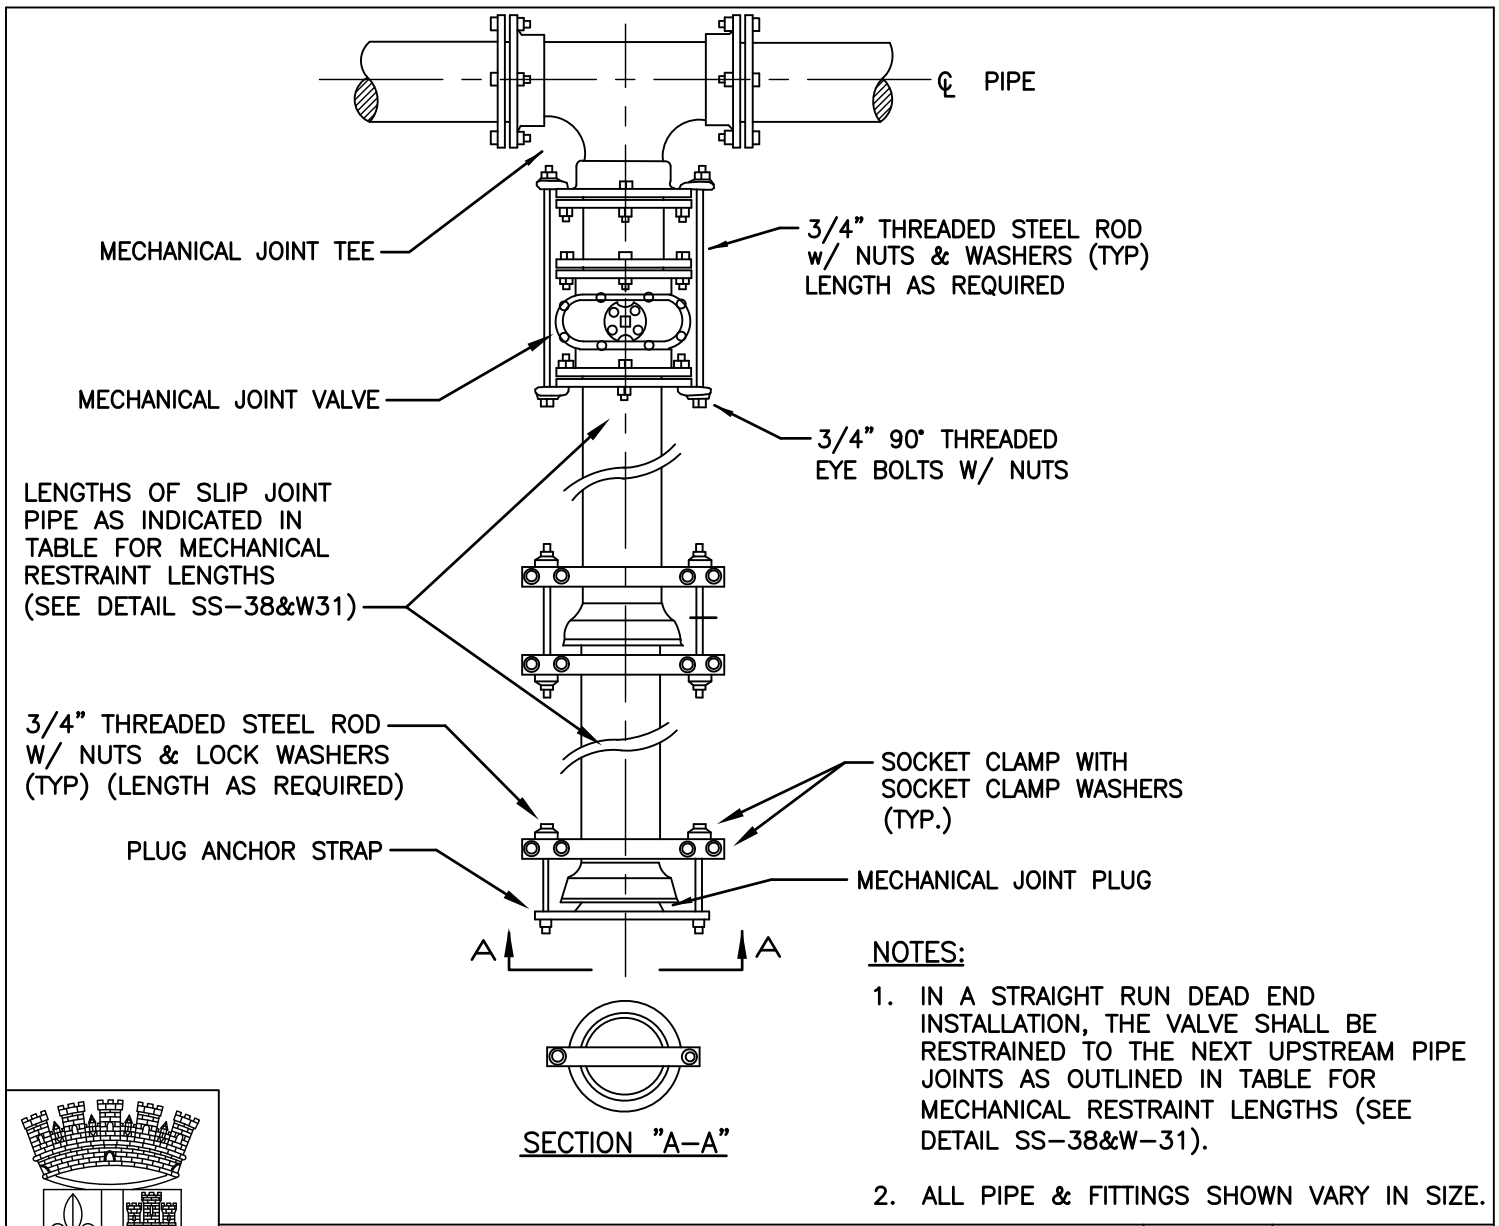 ℄ PIPE
MECHANICAL JOINT TEE
3/4" THREADED STEEL ROD
w/ NUTS & WASHERS (TYP)
LENGTH AS REQUIRED
MECHANICAL JOINT VALVE
3/4" 90° THREADED
EYE BOLTS W/ NUTS
LENGTHS OF SLIP JOINT
PIPE AS INDICATED IN
TABLE FOR MECHANICAL
RESTRAINT LENGTHS
(SEE DETAIL SS-38&W31)
3/4" THREADED STEEL ROD
W/ NUTS & LOCK WASHERS
(TYP) (LENGTH AS REQUIRED)
SOCKET CLAMP WITH
SOCKET CLAMP WASHERS
(TYP.)
PLUG ANCHOR STRAP
MECHANICAL JOINT PLUG
A A
SECTION "A-A"
NOTES:
1. IN A STRAIGHT RUN DEAD END
INSTALLATION, THE VALVE SHALL BE
RESTRAINED TO THE NEXT UPSTREAM PIPE
JOINTS AS OUTLINED IN TABLE FOR
MECHANICAL RESTRAINT LENGTHS (SEE
DETAIL SS-38&W-31).
2. ALL PIPE & FITTINGS SHOWN VARY IN SIZE.